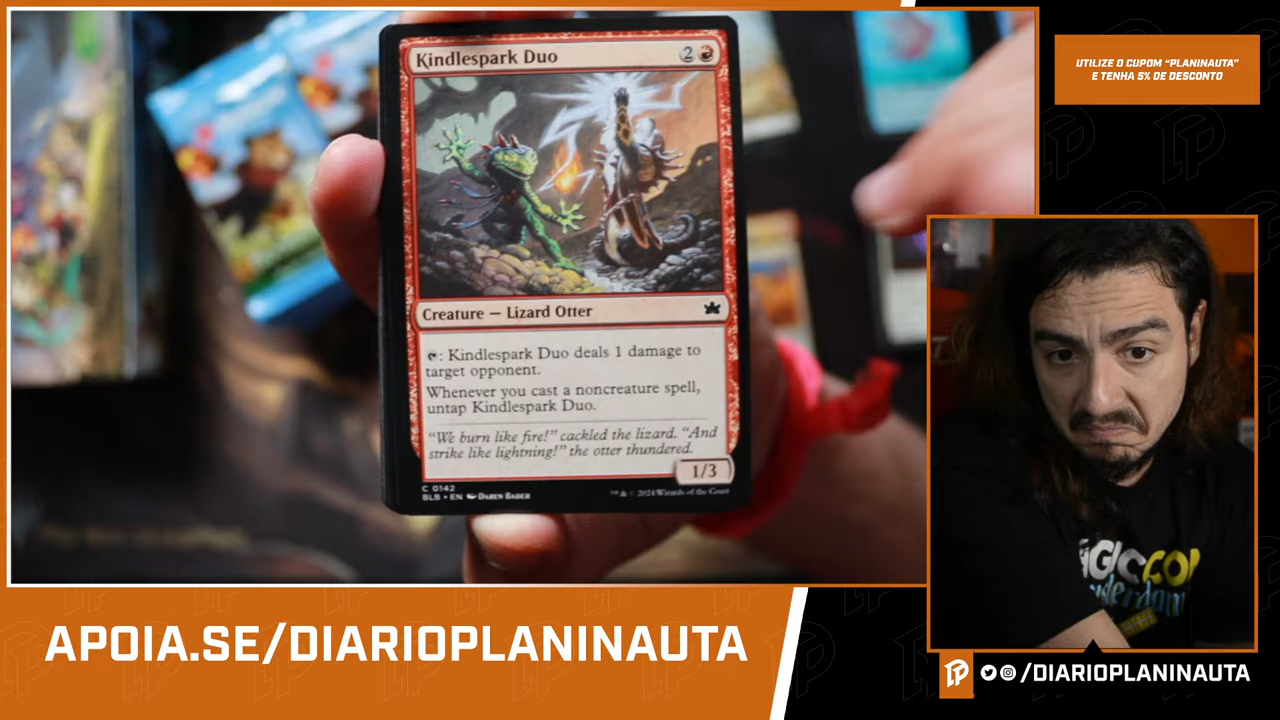 Kindlespark Duo 2
Creature — Lizard Otter
: Kindlespark Duo deals 1 damage to
target opponent.
Whenever you cast a noncreature spell,
untap Kindlespark Duo.
“We burn like fire!” cackled the lizard. “And
strike like lightning!” the otter thundered.
1/3
C 0142
BLB • EN DAREN BADER
™ & © 2024 Wizards of the Coast
UTILIZE O CUPOM “PLANINAUTA”
E TENHA 5% DE DESCONTO
APOIA.SE/DIARIOPLANINAUTA
/DIARIOPLANINAUTA